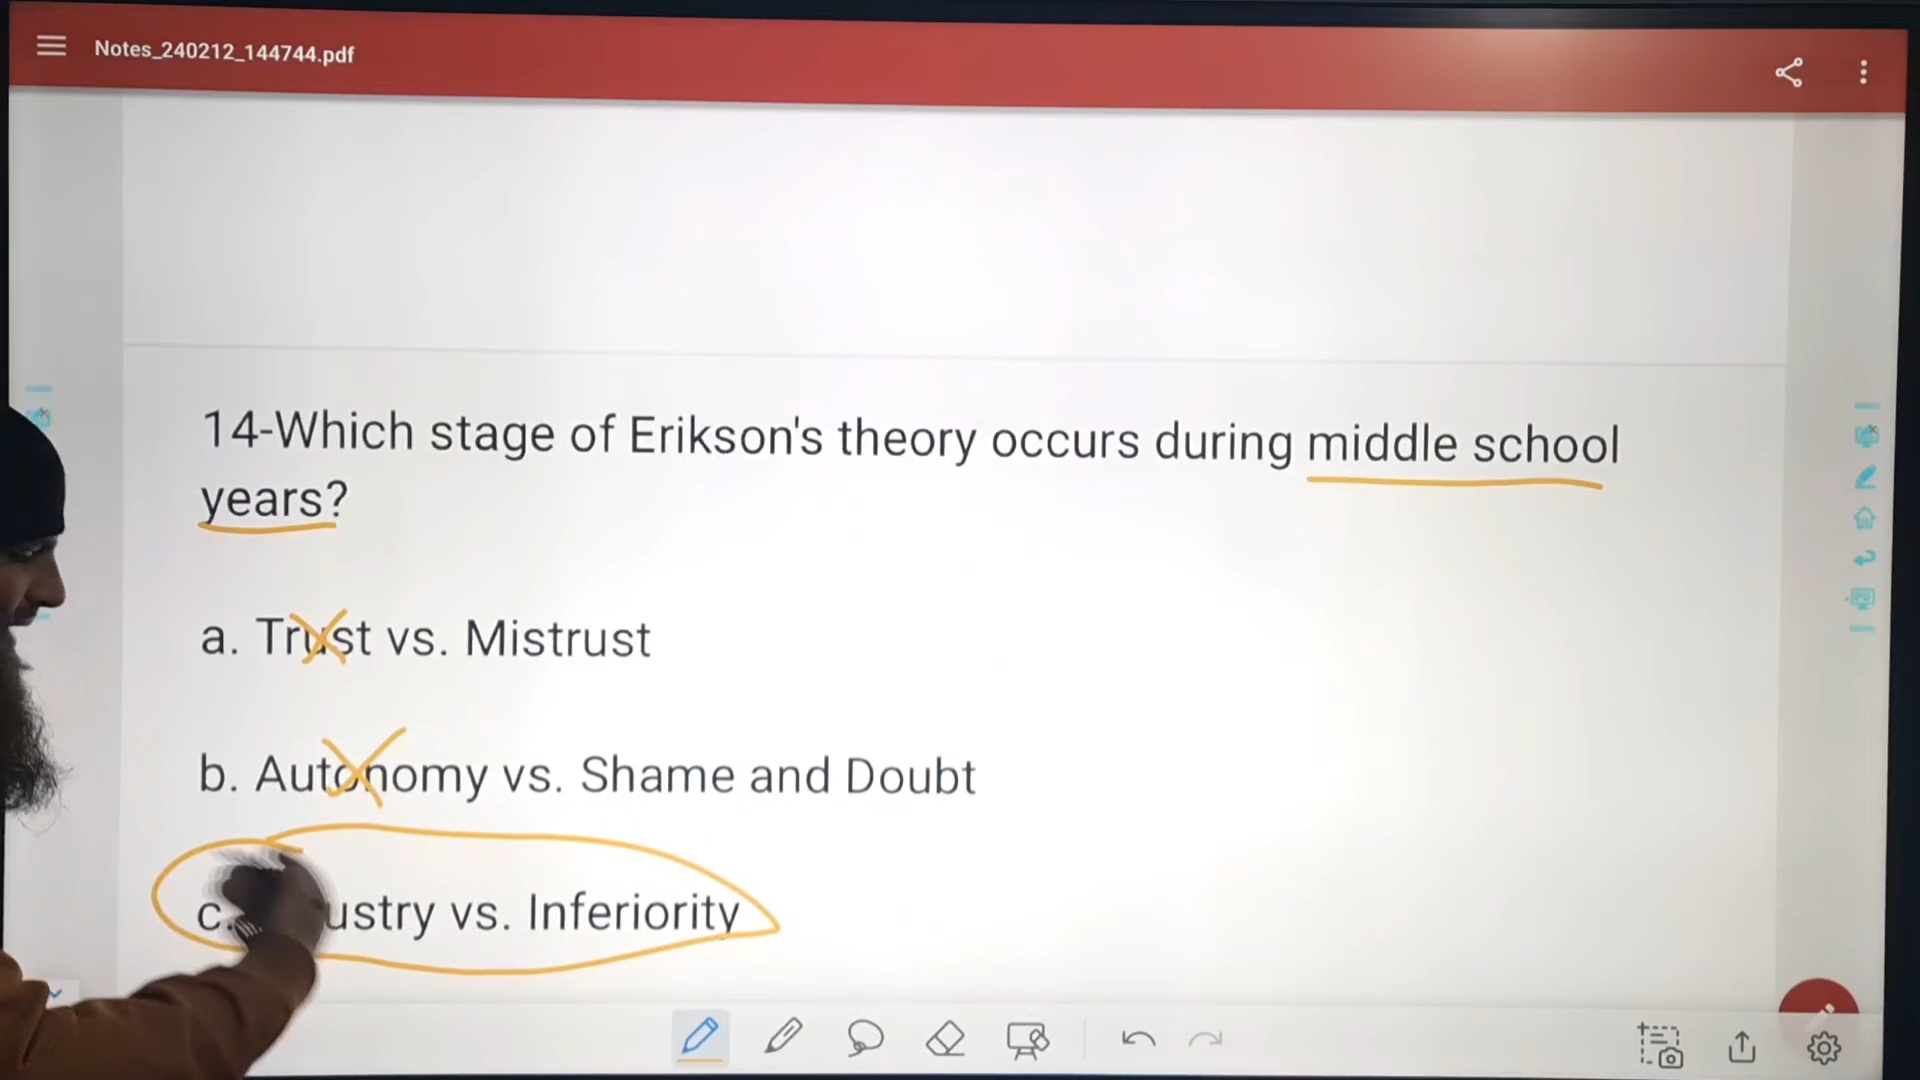 Notes_240212_144744.pdf
14-Which stage of Erikson's theory occurs during middle school
years?
a. Trust vs. Mistrust
b. Autonomy vs. Shame and Doubt
c. ustry vs. Inferiority